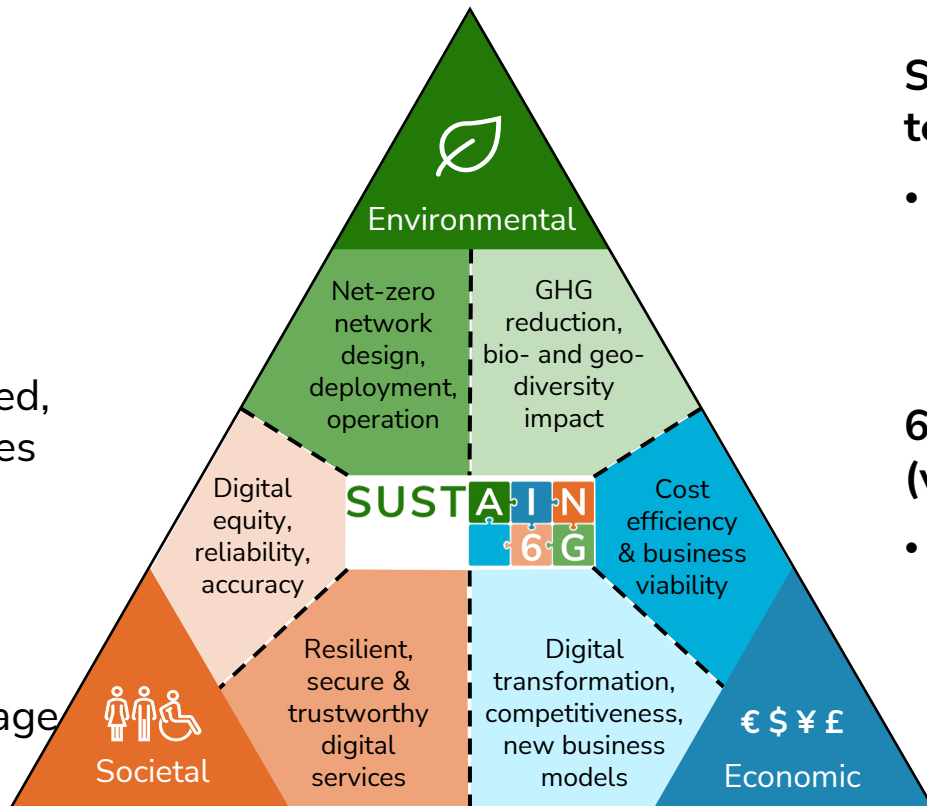 Environmental
Net-zero
network
design,
deployment,
operation
GHG
reduction,
bio- and geo-
diversity
impact
Digital
equity,
reliability,
accuracy
SUSTAIN
6G
Cost
efficiency
& business
viability
Resilient,
secure &
trustworthy
digital
services
Digital
transformation,
competitiveness,
new business
models
Societal
€ $ ¥ £
Economic